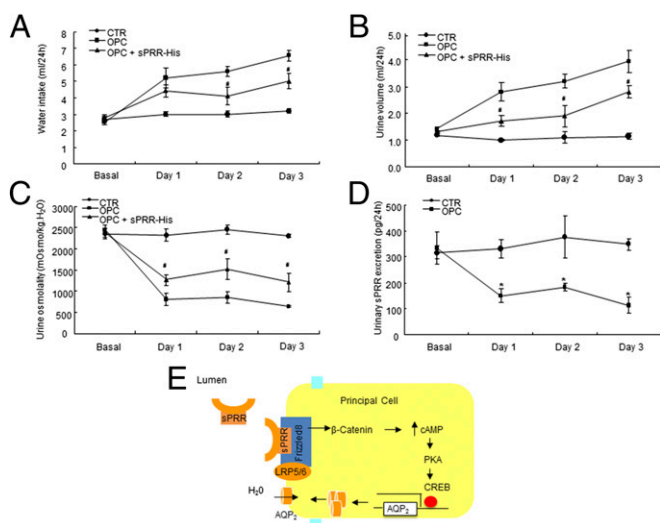 A
CTR
OPC
OPC + sPRR-His
Water intake (ml/24h)
8
7
6
5
4
3
2
1
0
#
#
Basal Day 1 Day 2 Day 3
B
CTR
OPC
OPC + sPRR-His
Urine volume (ml/24h)
5.0
4.0
3.0
2.0
1.0
.0
#
#
#
Basal Day 1 Day 2 Day 3
C
CTR
OPC
OPC + sPRR-His
Urine osmolality (mOsmo/kg.H₂O)
2500
2000
1500
1000
500
0
#
#
#
Basal Day 1 Day 2 Day 3
D
CTR
OPC
Urinary sPRR excretion (pg/24h)
500
400
300
200
100
0
*
*
*
Basal Day 1 Day 2 Day 3
E
Lumen
sPRR
Principal Cell
sPRR
Frizzled8
LRP5/6
β-Catenin
cAMP
PKA
CREB
H₂0
AQP₂
AQP₂